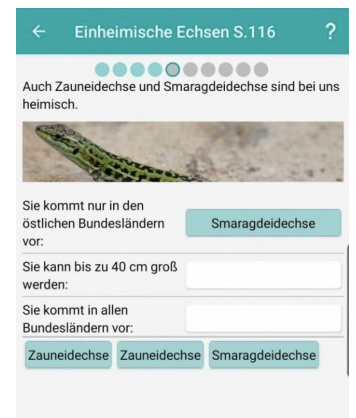 ← Einheimische Echsen S.116 ?
Auch Zauneidechse und Smaragdeidechse sind bei uns
heimisch.
Sie kommt nur in den
östlichen Bundesländern
vor:
Smaragdeidechse
Sie kann bis zu 40 cm groß
werden:
Sie kommt in allen
Bundesländern vor:
Zauneidechse Zauneidechse Smaragdeidechse